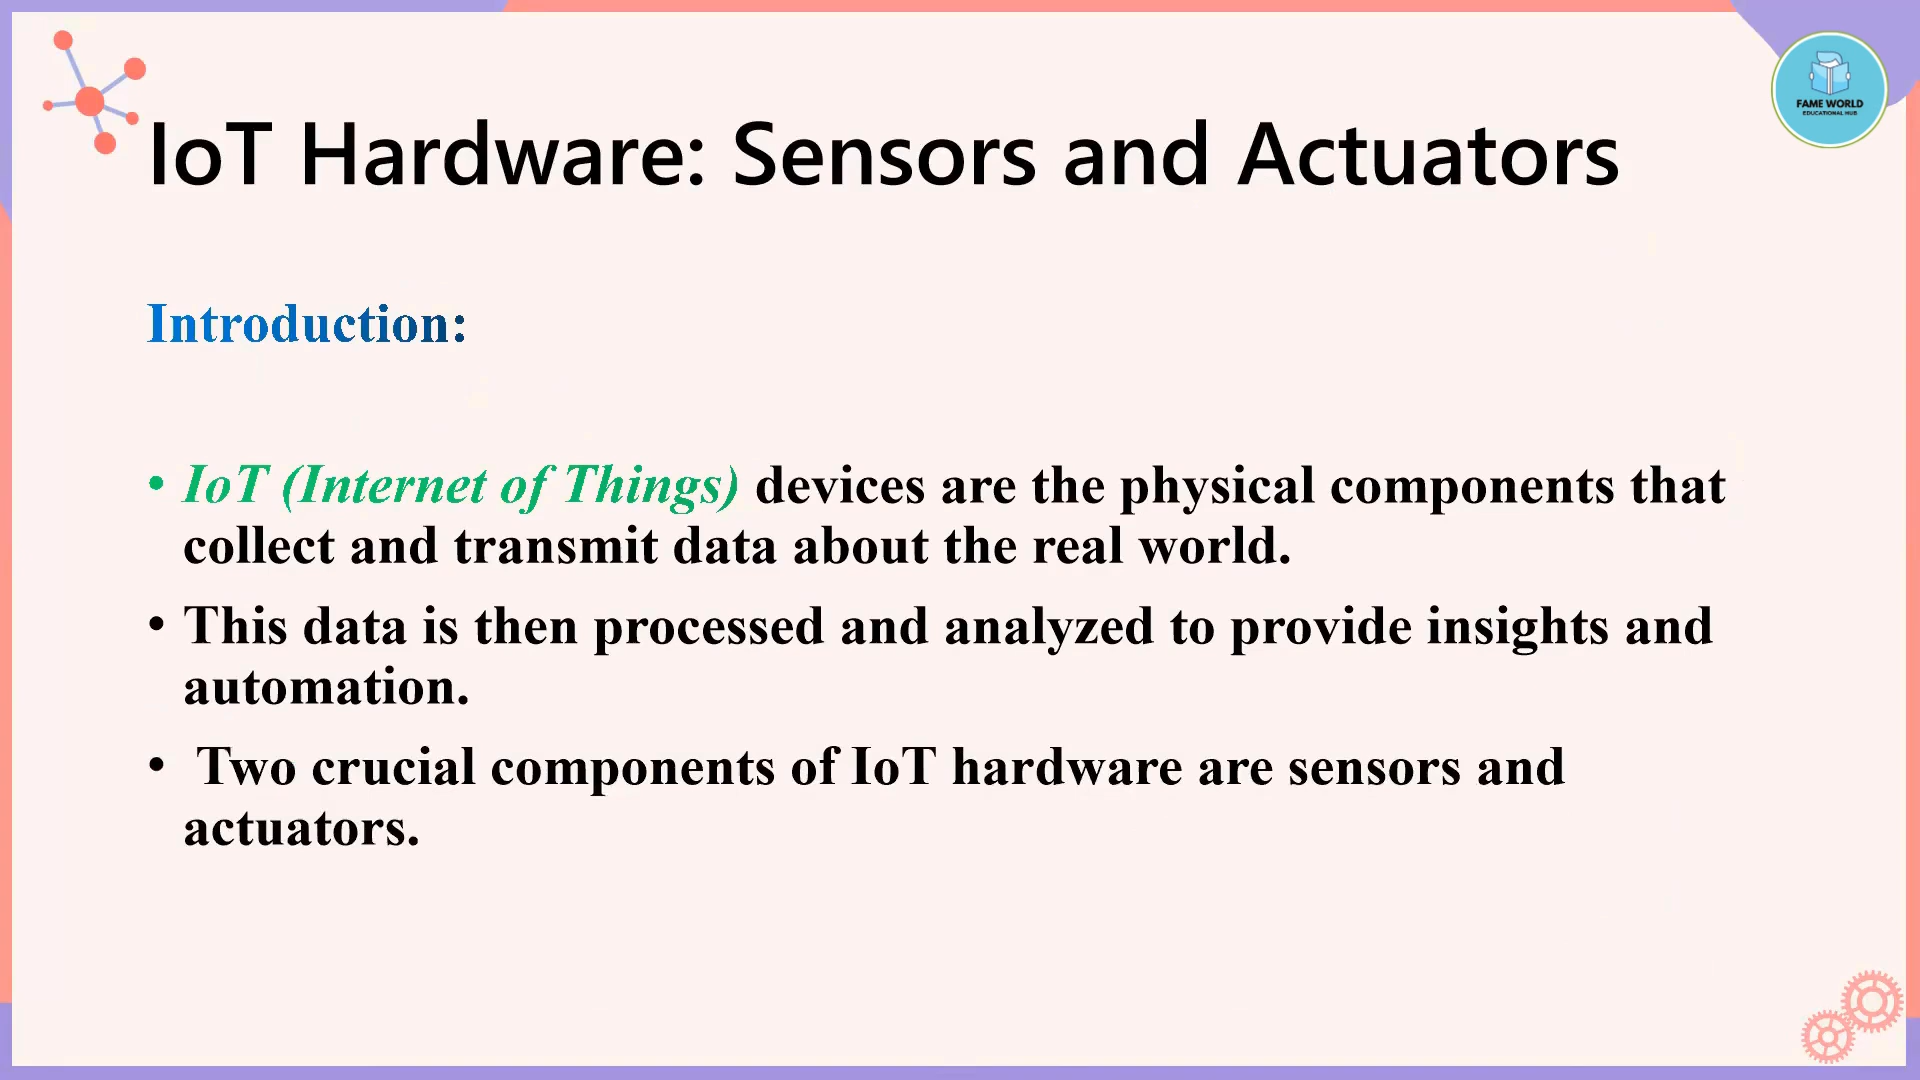 FAME WORLD
EDUCATIONAL HUB
IoT Hardware: Sensors and Actuators
Introduction:
• IoT (Internet of Things) devices are the physical components that
collect and transmit data about the real world.
• This data is then processed and analyzed to provide insights and
automation.
• Two crucial components of IoT hardware are sensors and
actuators.